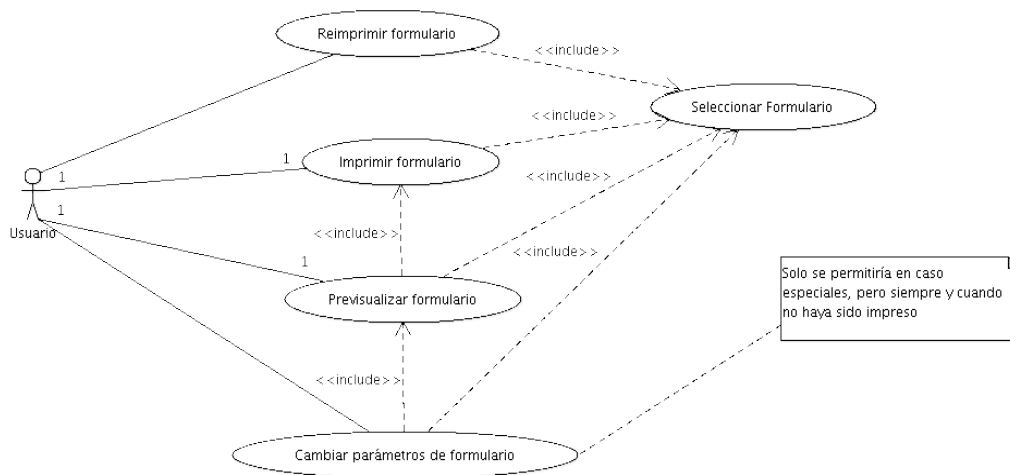 Reimprimir formulario
<<include>>
Seleccionar Formulario
<<include>>
1
Imprimir formulario
1
<<include>>
1
Usuario
<<include>>
<<include>>
1
Previsualizar formulario
Solo se permitiría en caso
especiales, pero siempre y cuando
no haya sido impreso
<<include>>
Cambiar parámetros de formulario